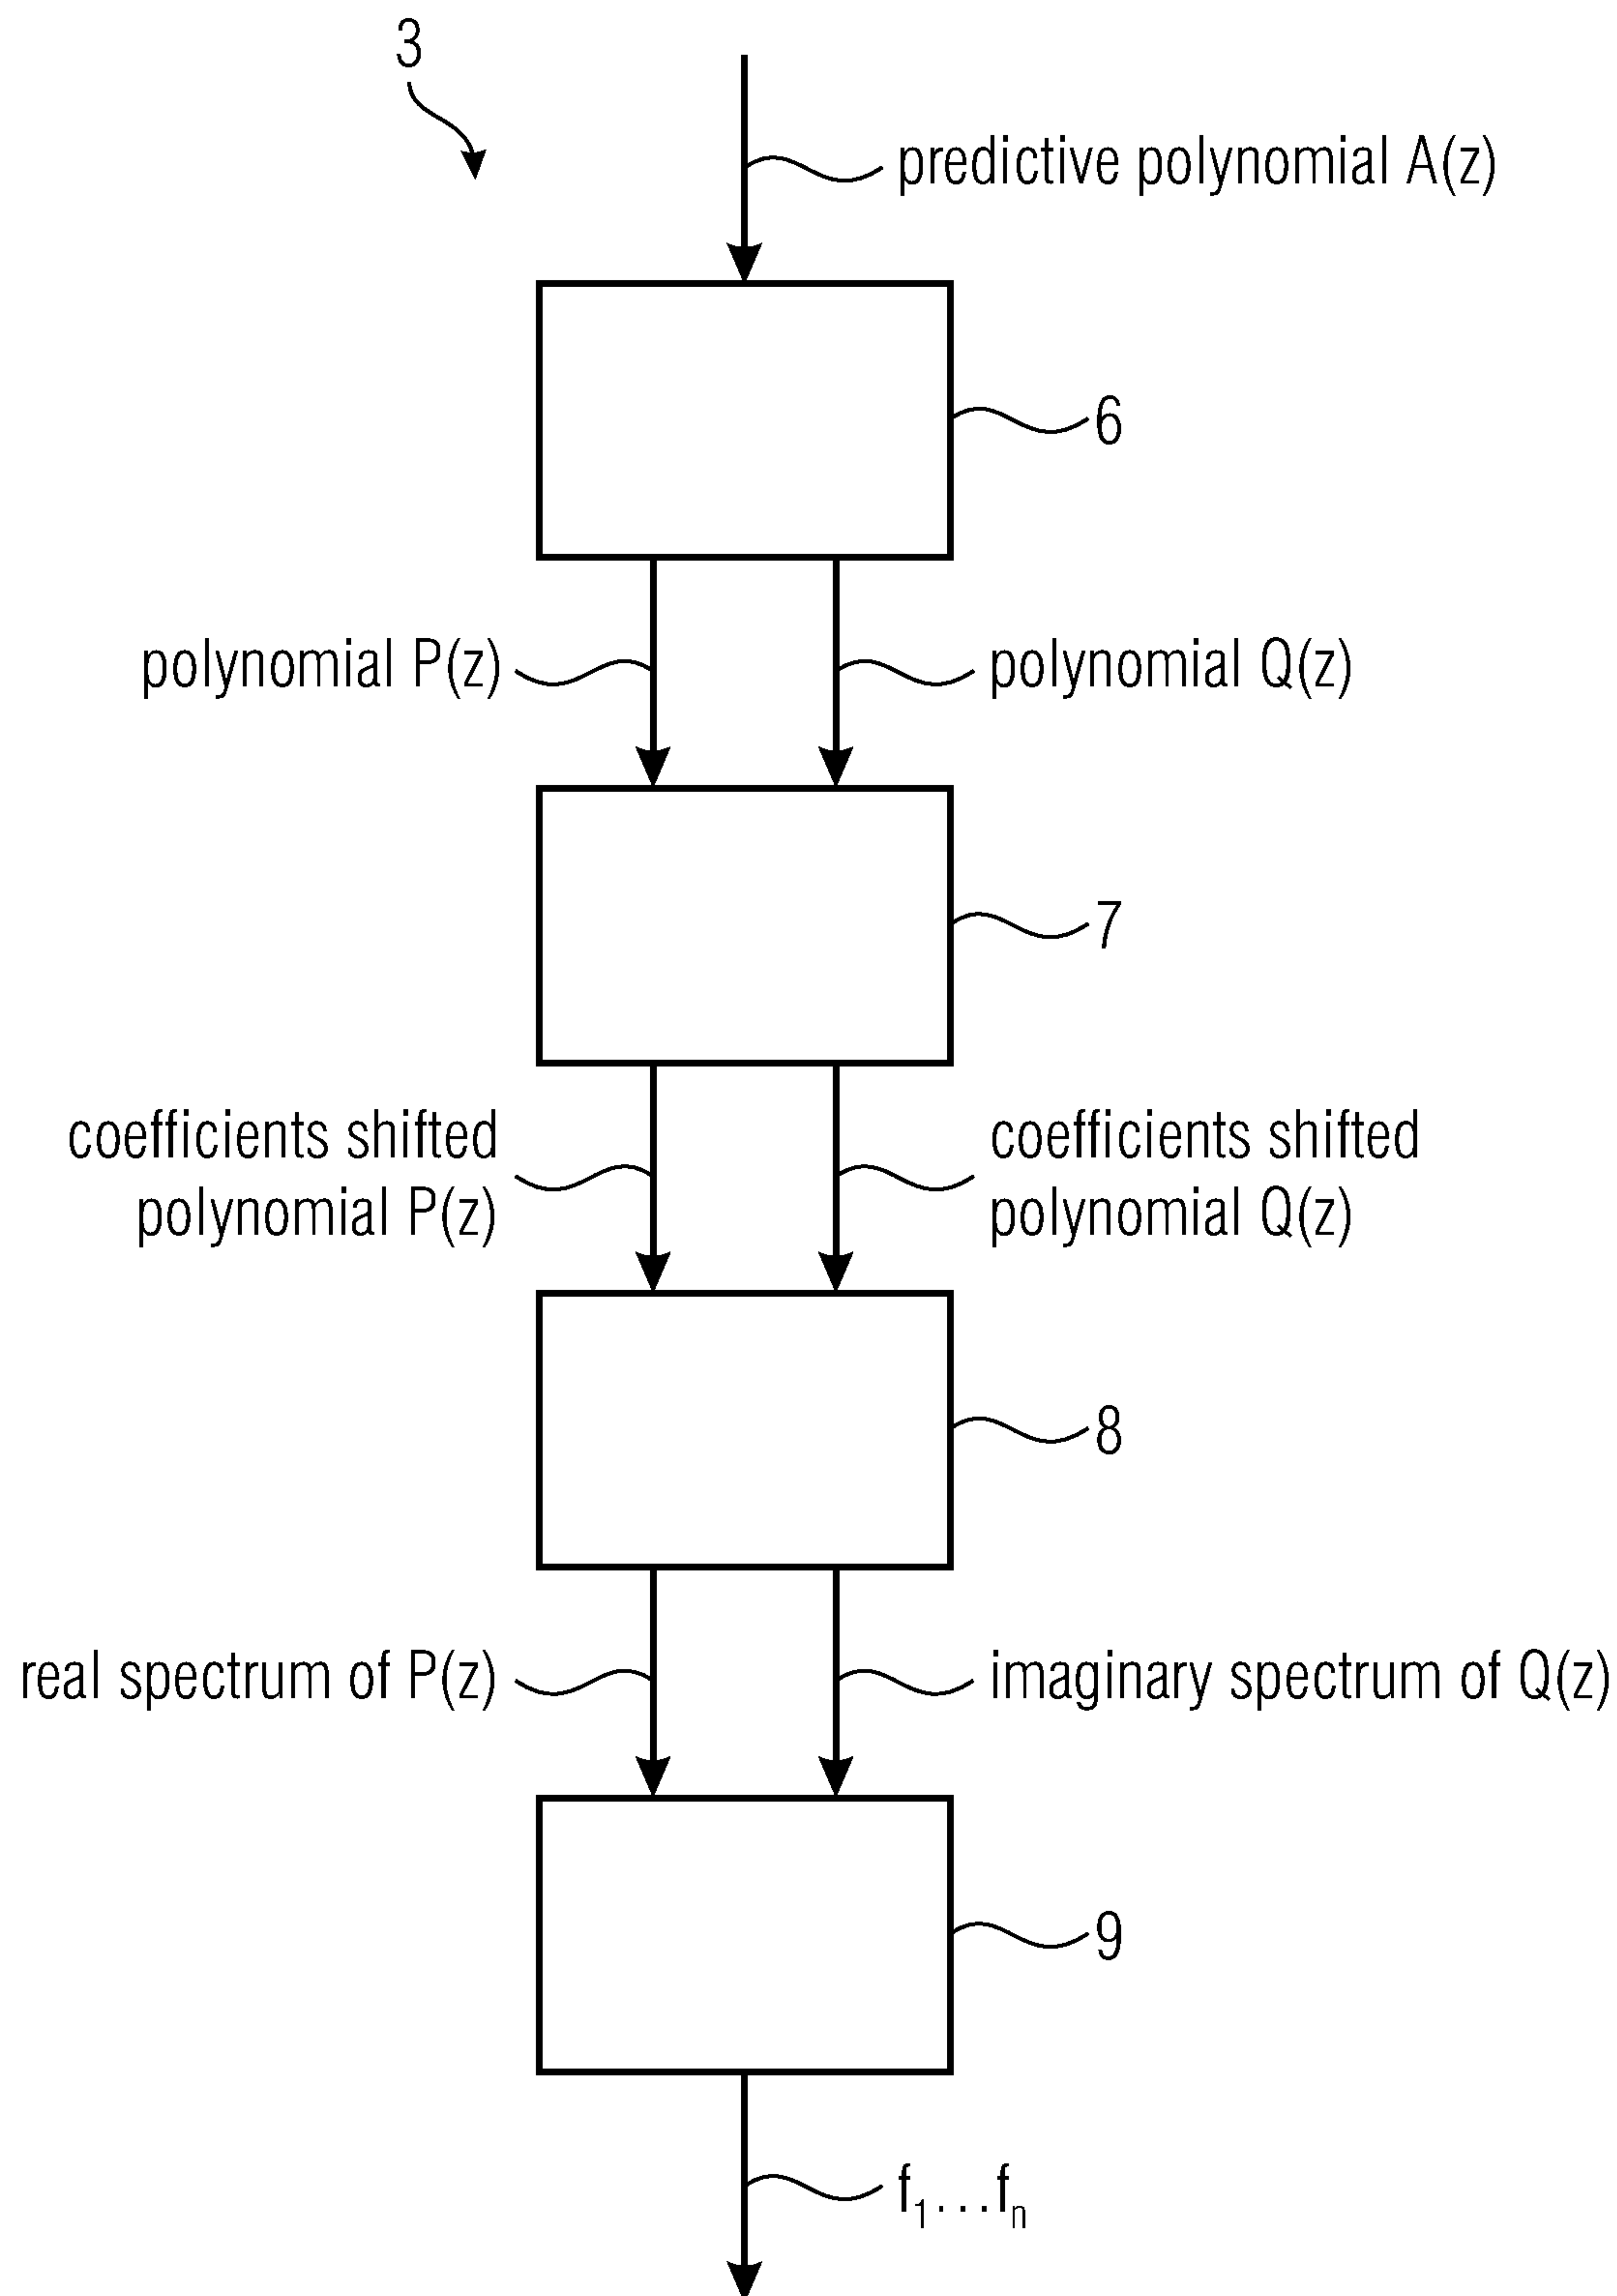 3
predictive polynomial A(z)
6
polynomial P(z)
polynomial Q(z)
7
coefficients shifted
polynomial P(z)
coefficients shifted
polynomial Q(z)
8
real spectrum of P(z)
imaginary spectrum of Q(z)
9
f₁...fₙ